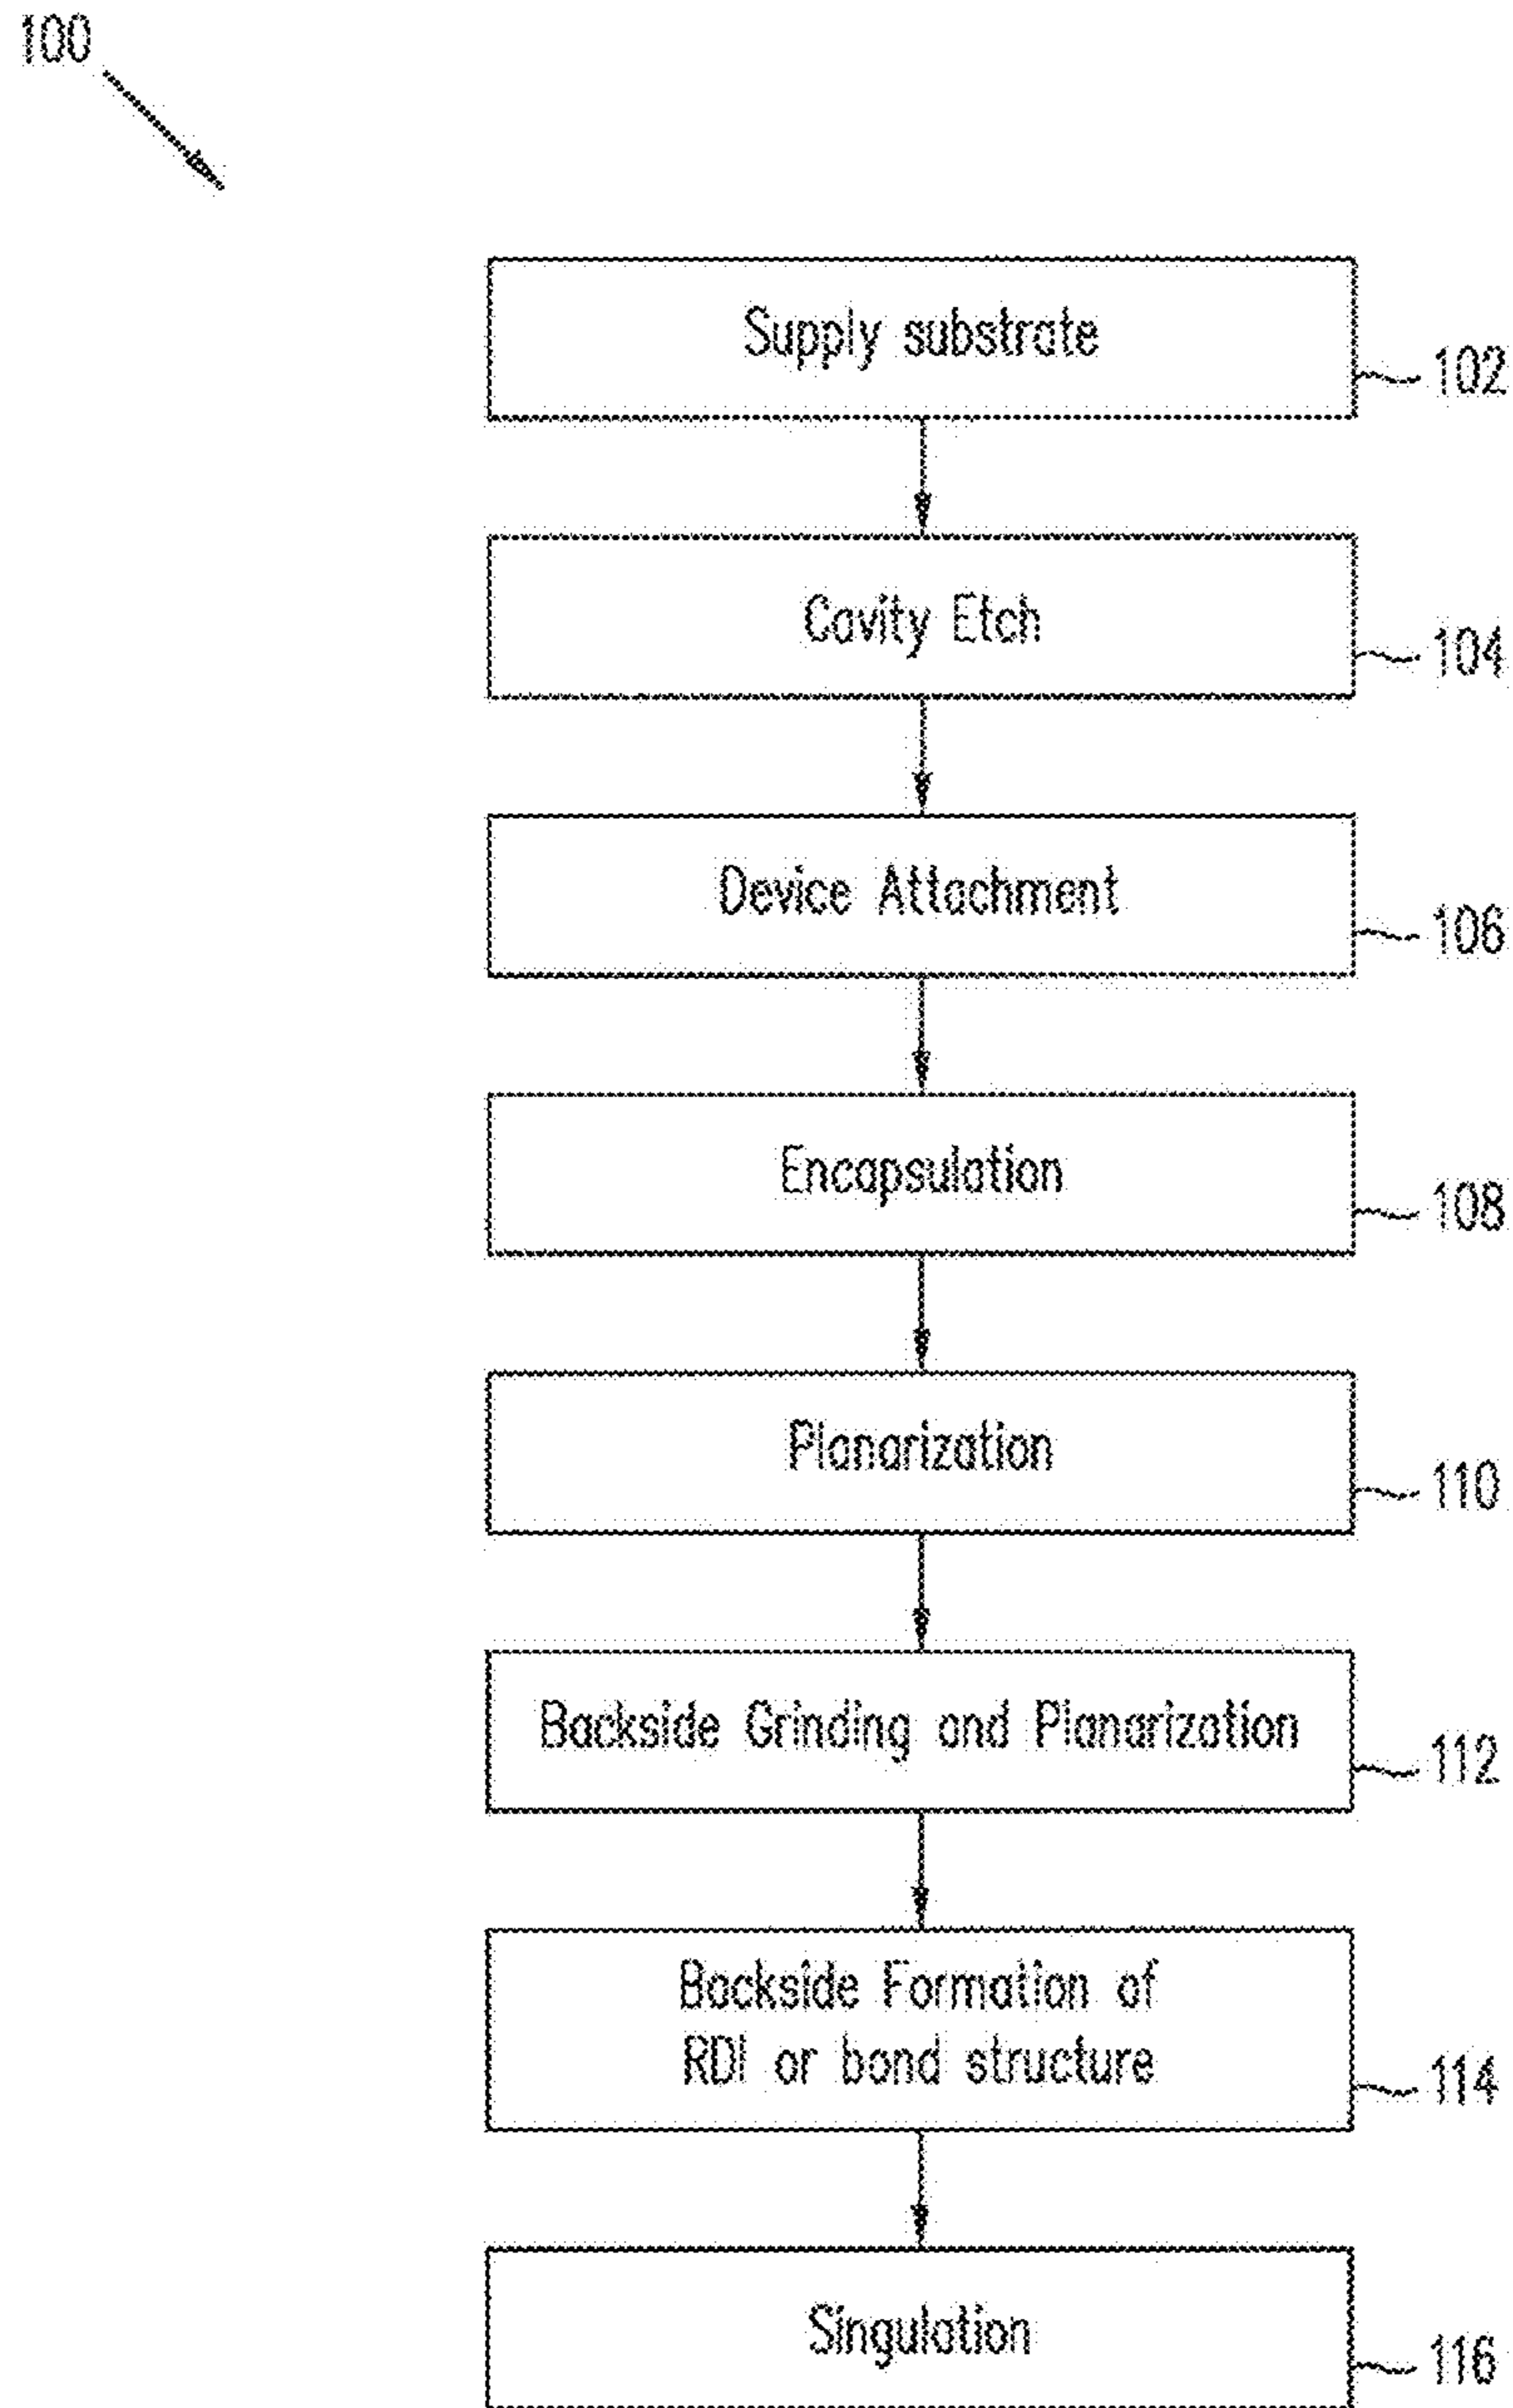 100
Supply substrate
102
Cavity Etch
104
Device Attachment
106
Encapsulation
108
Planarization
110
Backside Grinding and Planarization
112
Backside Formation of
RDI or bond structure
114
Singulation
116